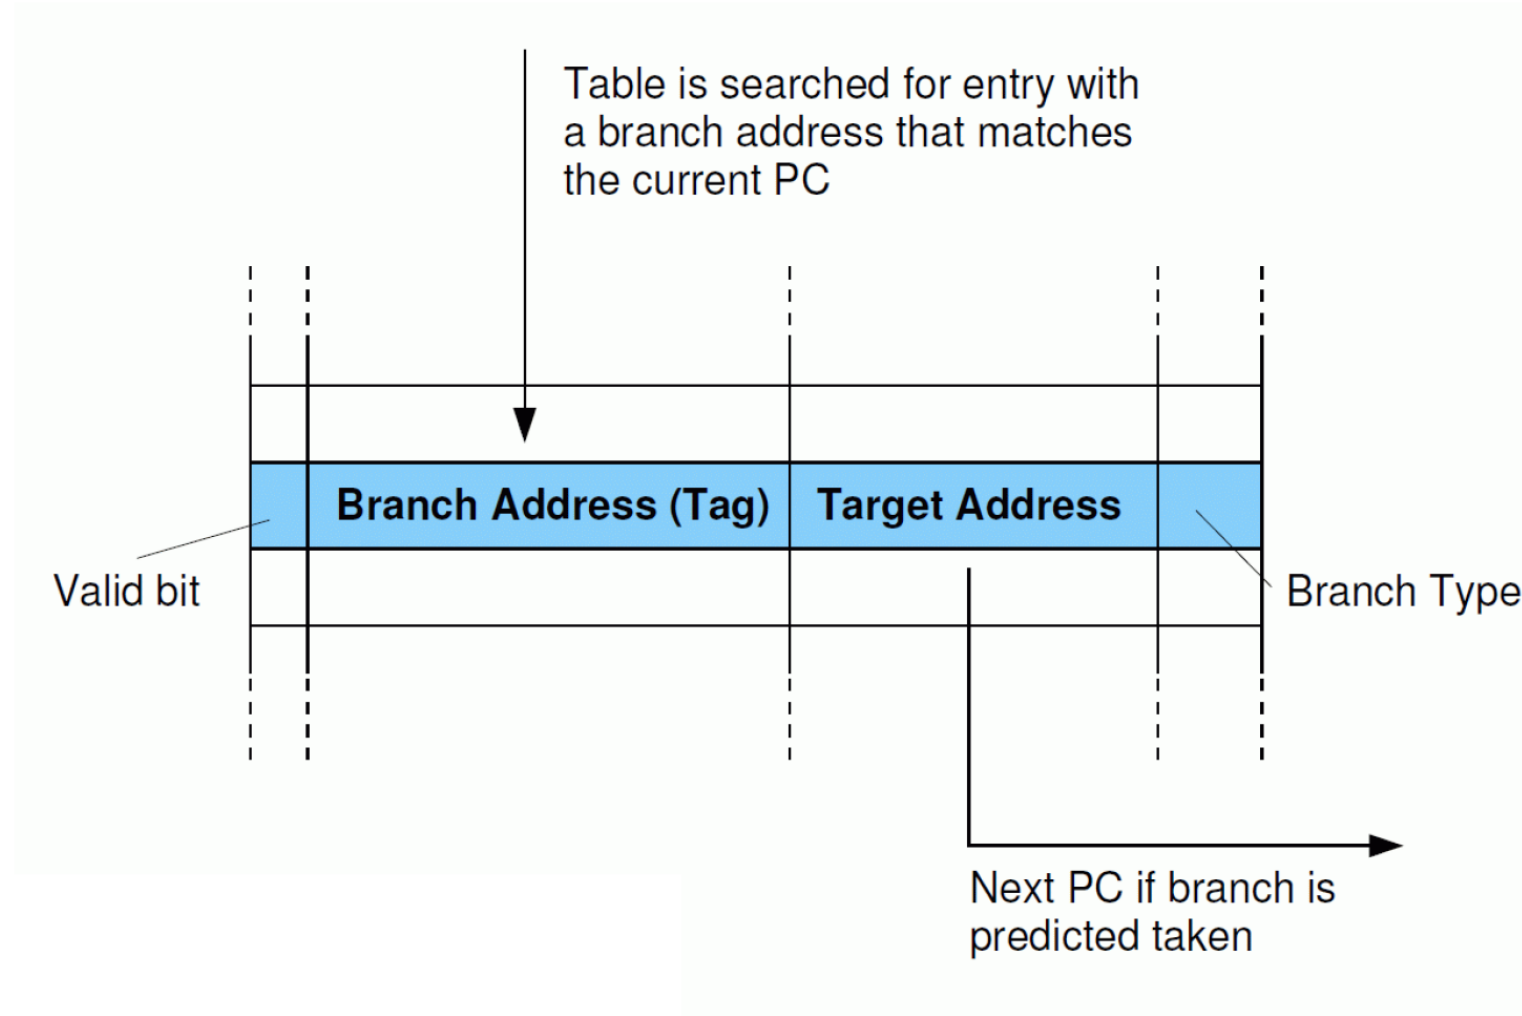 Table is searched for entry with
a branch address that matches
the current PC
Branch Address (Tag)
Target Address
Valid bit
Branch Type
Next PC if branch is
predicted taken